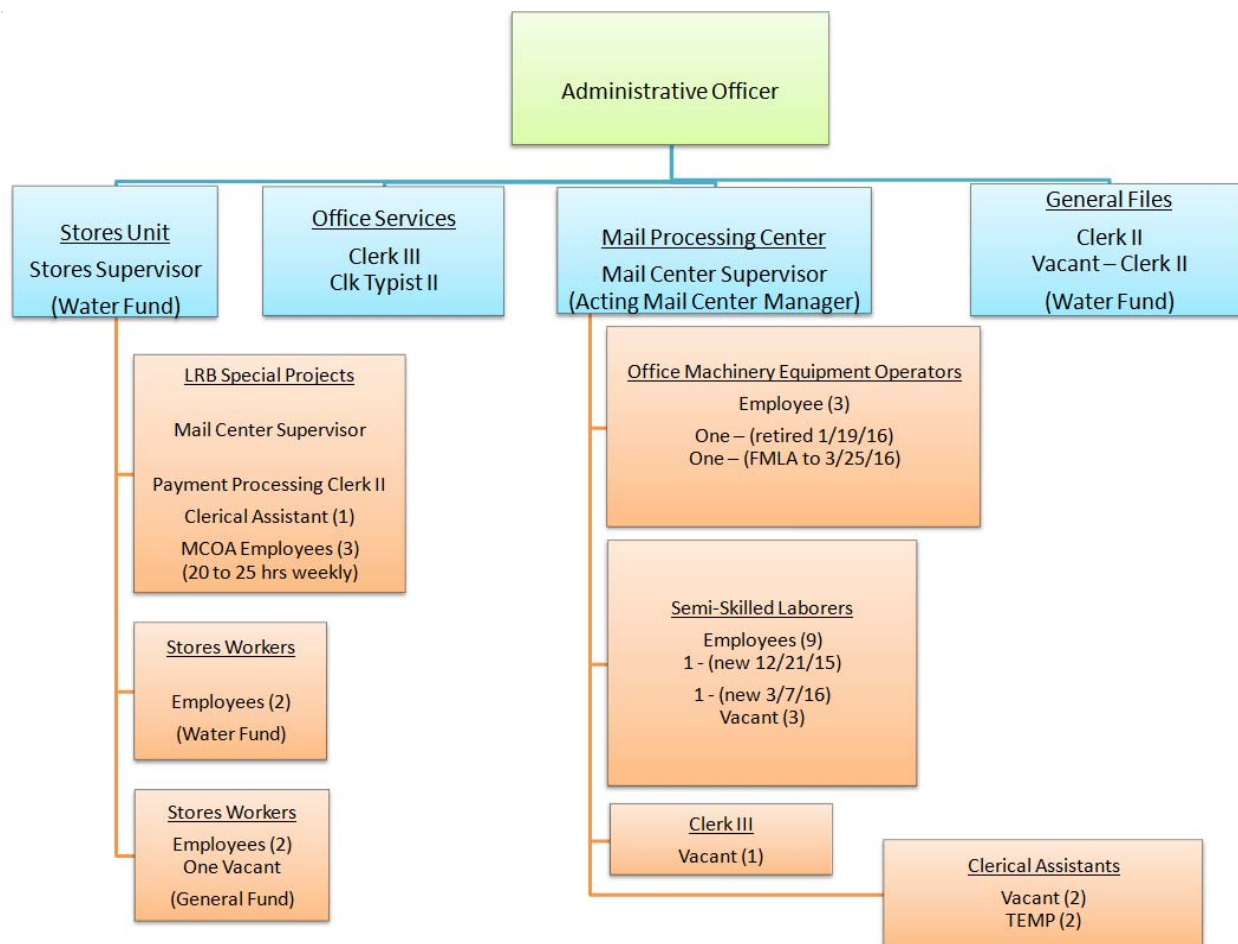 Administrative Officer
Stores Unit
Stores Supervisor
(Water Fund)
Office Services
Clerk III
Clk Typist II
Mail Processing Center
Mail Center Supervisor
(Acting Mail Center Manager)
General Files
Clerk II
Vacant – Clerk II
(Water Fund)
LRB Special Projects
Mail Center Supervisor
Payment Processing Clerk II
Clerical Assistant (1)
MCOA Employees (3)
(20 to 25 hrs weekly)
Stores Workers
Employees (2)
(Water Fund)
Stores Workers
Employees (2)
One Vacant
(General Fund)
Office Machinery Equipment Operators
Employee (3)
One – (retired 1/19/16)
One – (FMLA to 3/25/16)
Semi-Skilled Laborers
Employees (9)
1 - (new 12/21/15)
1 - (new 3/7/16)
Vacant (3)
Clerk III
Vacant (1)
Clerical Assistants
Vacant (2)
TEMP (2)